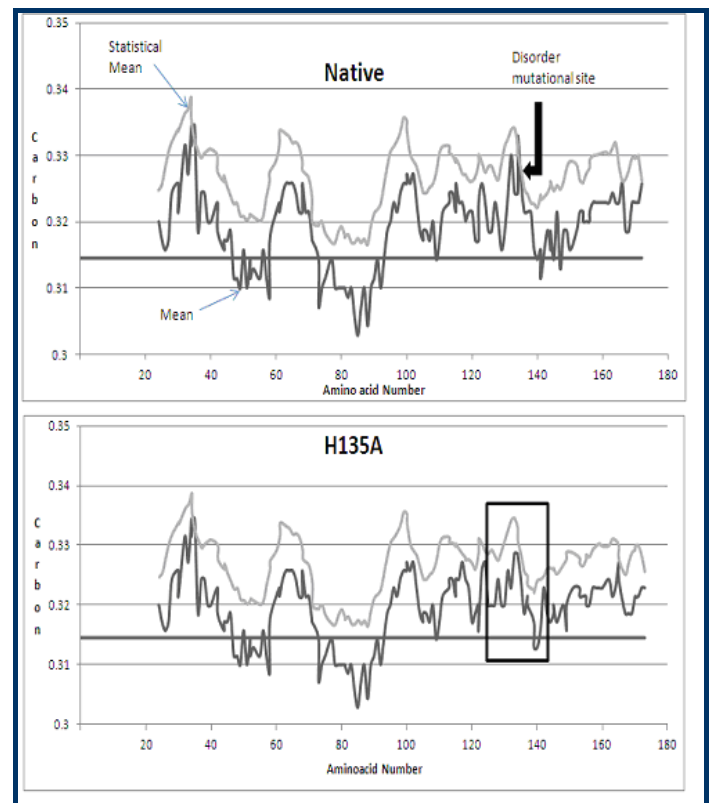 0.35
Statistical
Mean
Native
Disorder
mutational site
0.34
Carbon
0.33
0.32
0.31
Mean
0.3
20 40 60 80 100 120 140 160 180
Amino acid Number
0.35
H135A
0.34
Carbon
0.33
0.32
0.31
0.3
20 40 60 80 100 120 140 160 180
Aminoacid Number